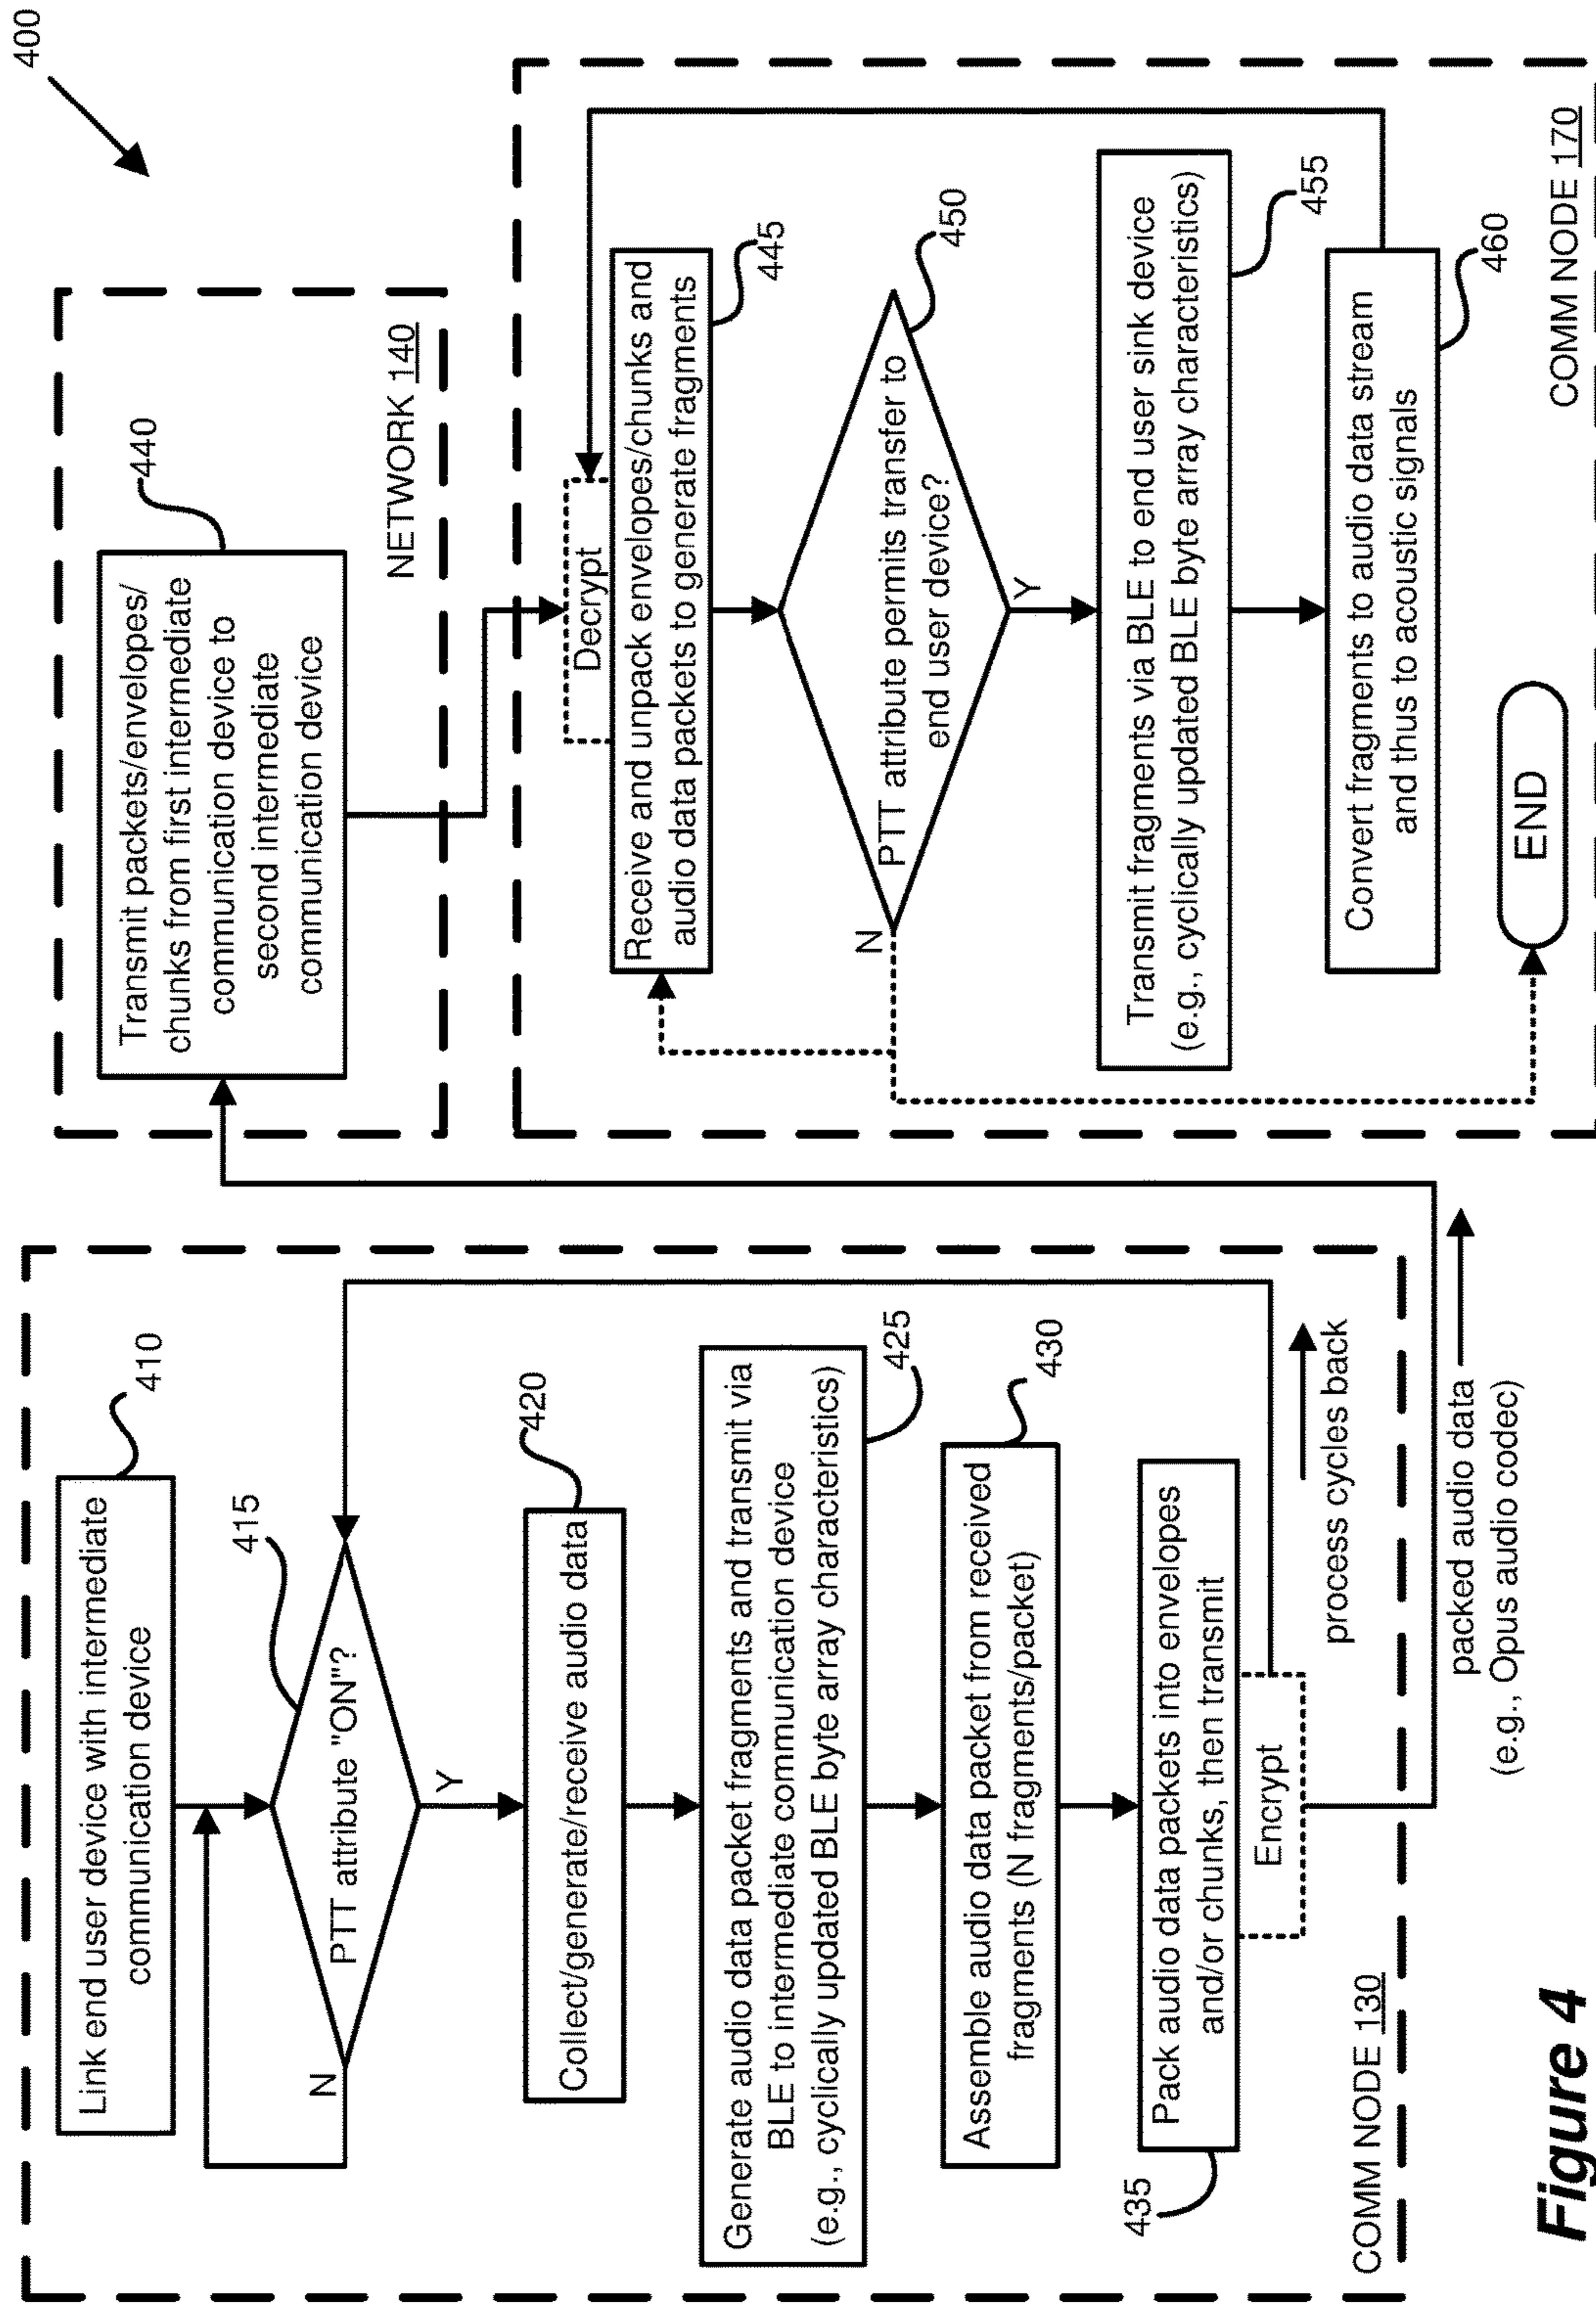 400
Link end user device with intermediate
communication device
410
415
PTT attribute "ON"?
N
Y
420
Collect/generate/receive audio data
Generate audio data packet fragments and transmit via
BLE to intermediate communication device
(e.g., cyclically updated BLE byte array characteristics)
425
430
Assemble audio data packet from received
fragments (N fragments/packet)
Pack audio data packets into envelopes
and/or chunks, then transmit
435
Encrypt
process cycles back
COMM NODE 130
packed audio data
(e.g., Opus audio codec)
Transmit packets/envelopes/
chunks from first intermediate
communication device to
second intermediate
communication device
440
NETWORK 140
Decrypt
Receive and unpack envelopes/chunks and
audio data packets to generate fragments
445
PTT attribute permits transfer to
end user device?
450
N
Y
Transmit fragments via BLE to end user sink device
(e.g., cyclically updated BLE byte array characteristics)
455
Convert fragments to audio data stream
and thus to acoustic signals
460
END
COMM NODE 170
Figure 4